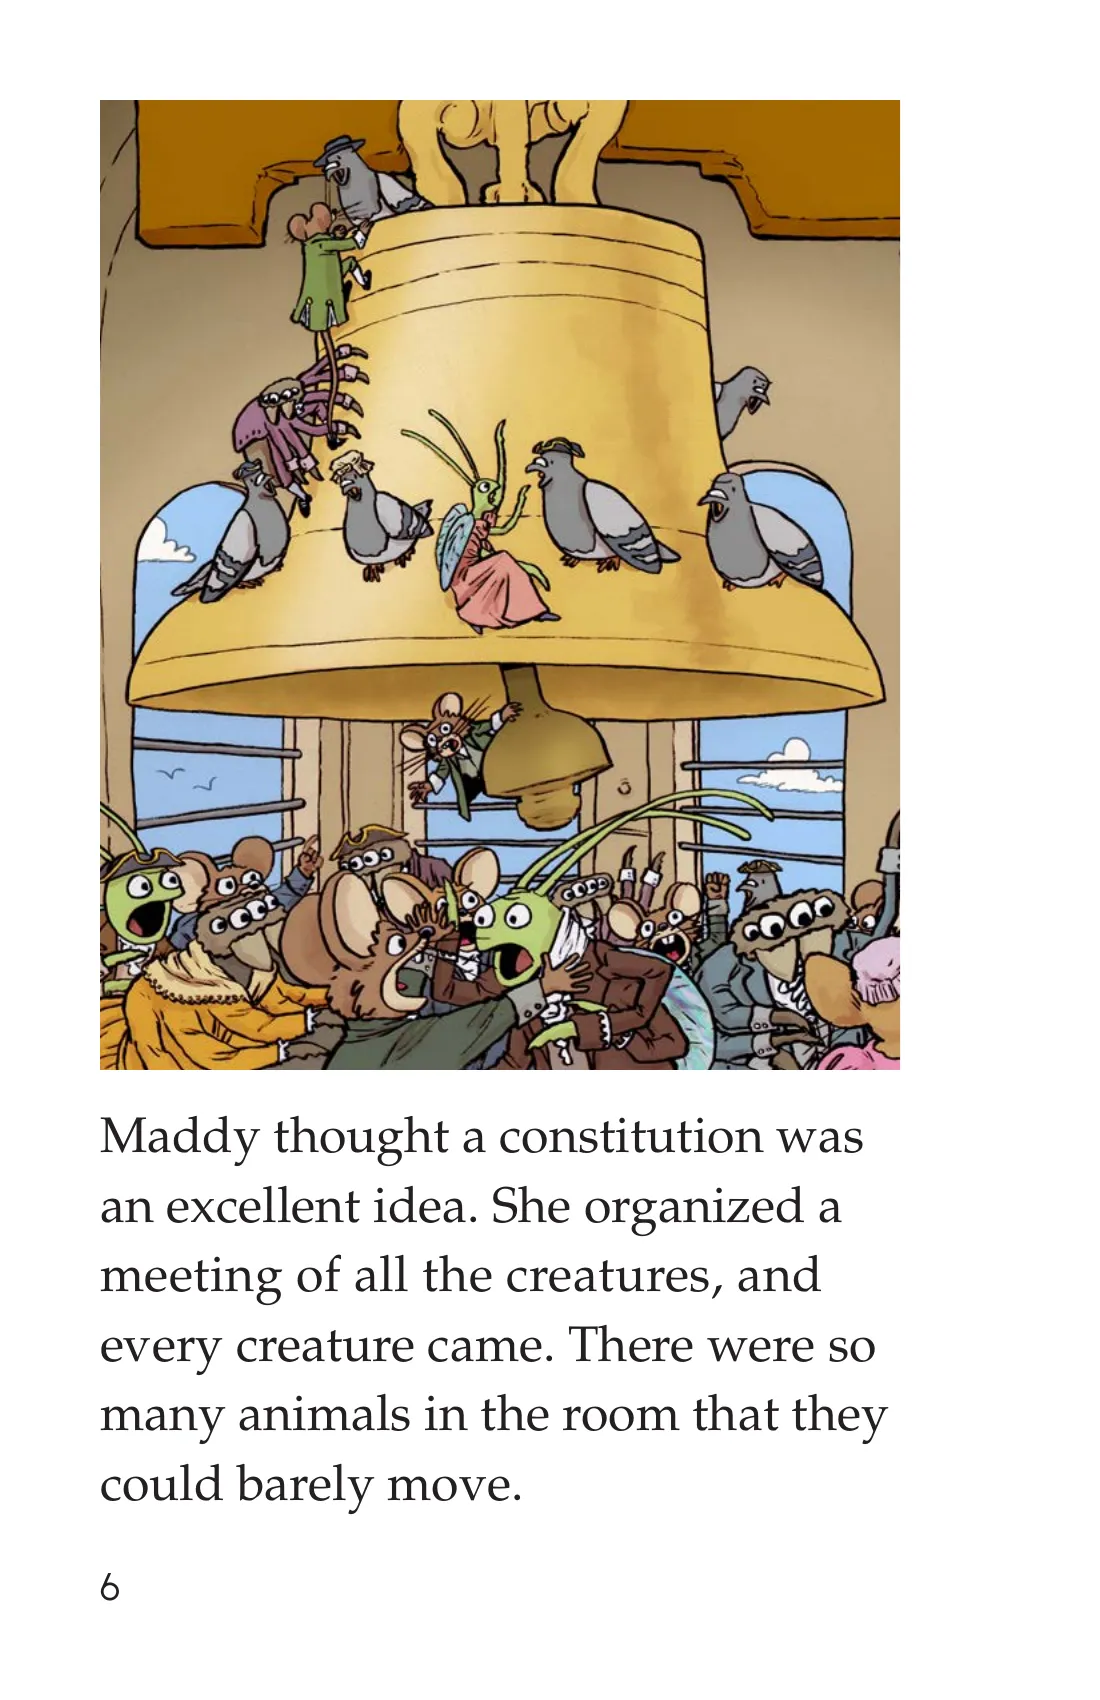 Maddy thought a constitution was
an excellent idea. She organized a
meeting of all the creatures, and
every creature came. There were so
many animals in the room that they
could barely move.
6